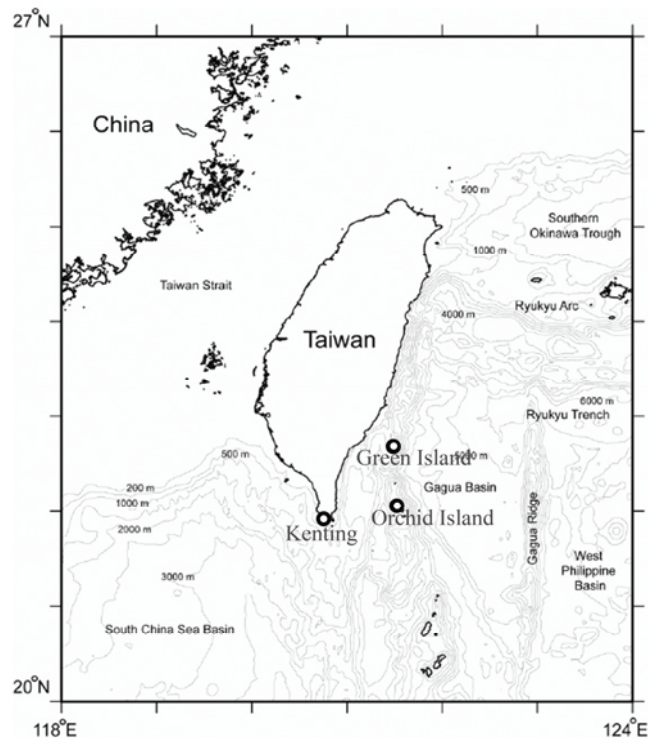 27°N
China
500 m
Southern
Okinawa Trough
1000 m
Taiwan Strait
Ryukyu Arc
4000 m
Taiwan
6000 m
Ryukyu Trench
500 m
Green Island
5000 m
200 m
Gagua Basin
1000 m
Orchid Island
2000 m
Kenting
Gagua Ridge
West
Philippine
Basin
3000 m
South China Sea Basin
20°N
118°E
124°E